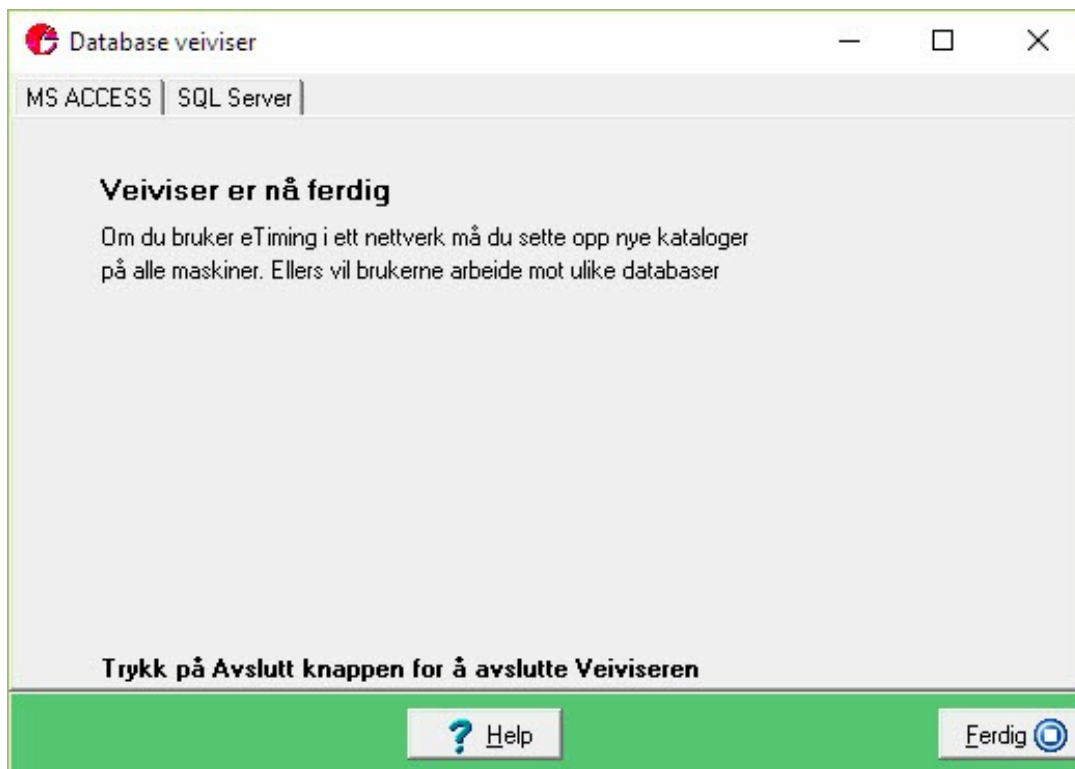 Database veiviser
MS ACCESS SQL Server
Veiviser er nå ferdig
Om du bruker eTiming i ett nettverk må du sette opp nye kataloger
på alle maskiner. Ellers vil brukerne arbeide mot ulike databaser
Trykk på Avslutt knappen for å avslutte Veiviseren
? Help Ferdig